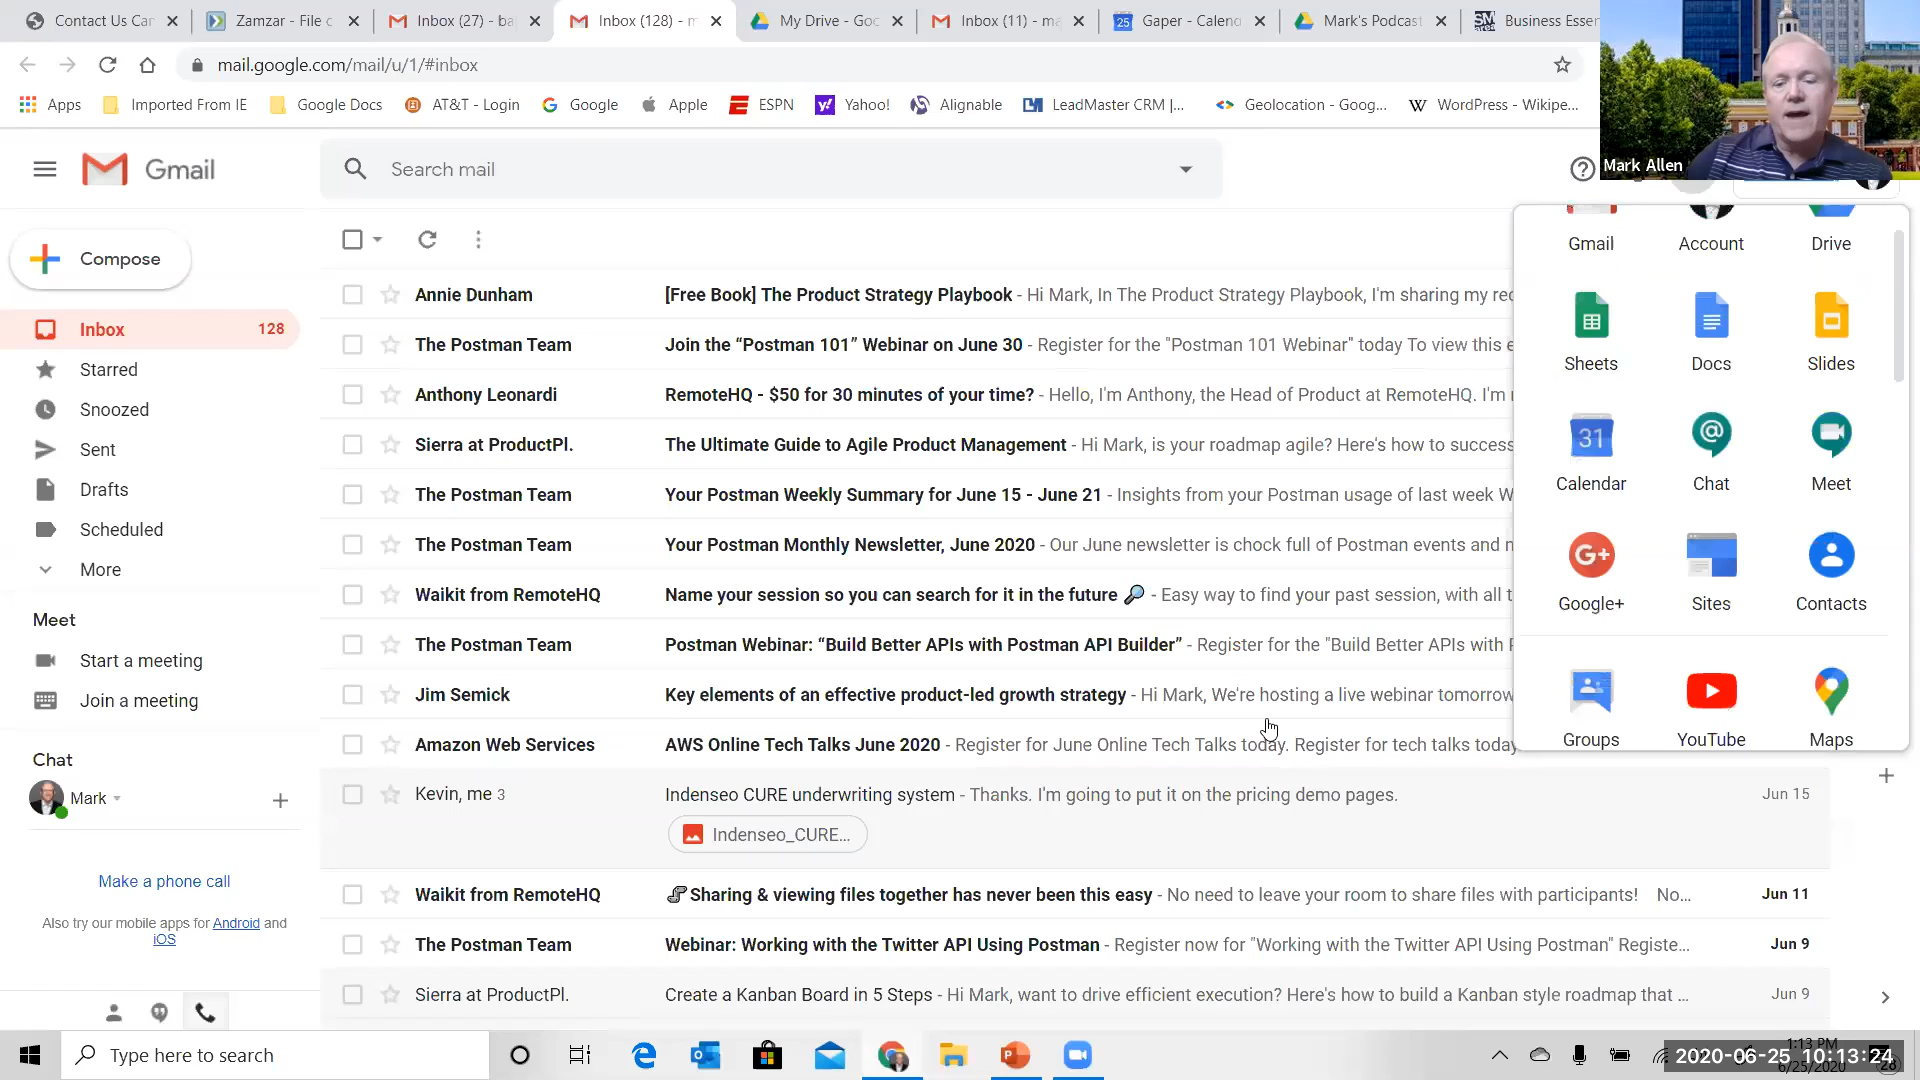 Contact Us Car
Zamzar - File c
Inbox (27) - ba
Inbox (128) - m
My Drive - Goo
Inbox (11) - ma
25
Gaper - Calend
Mark's Podcast
SM
Business Esser
mail.google.com/mail/u/1/#inbox
Apps
Imported From IE
Google Docs
AT&T - Login
Google
Apple
ESPN
Yahoo!
Alignable
LeadMaster CRM |...
Geolocation - Goog...
WordPress - Wikipe...
Mark Allen
Gmail
Search mail
Compose
Inbox 128
Starred
Snoozed
Sent
Drafts
Scheduled
More
Meet
Start a meeting
Join a meeting
Chat
Mark
Make a phone call
Also try our mobile apps for Android and
iOS
Annie Dunham [Free Book] The Product Strategy Playbook - Hi Mark, In The Product Strategy Playbook, I'm sharing my rec
The Postman Team Join the “Postman 101” Webinar on June 30 - Register for the "Postman 101 Webinar" today To view this e
Anthony Leonardi RemoteHQ - $50 for 30 minutes of your time? - Hello, I'm Anthony, the Head of Product at RemoteHQ. I'm
Sierra at ProductPl. The Ultimate Guide to Agile Product Management - Hi Mark, is your roadmap agile? Here's how to success
The Postman Team Your Postman Weekly Summary for June 15 - June 21 - Insights from your Postman usage of last week W
The Postman Team Your Postman Monthly Newsletter, June 2020 - Our June newsletter is chock full of Postman events and
Waikit from RemoteHQ Name your session so you can search for it in the future 🔎 - Easy way to find your past session, with all t
The Postman Team Postman Webinar: “Build Better APIs with Postman API Builder” - Register for the "Build Better APIs with
Jim Semick Key elements of an effective product-led growth strategy - Hi Mark, We're hosting a live webinar tomorrow
Amazon Web Services AWS Online Tech Talks June 2020 - Register for June Online Tech Talks today. Register for tech talks today
Kevin, me 3 Indenseo CURE underwriting system - Thanks. I'm going to put it on the pricing demo pages. Jun 15
Indenseo_CURE...
Waikit from RemoteHQ 🖇Sharing & viewing files together has never been this easy - No need to leave your room to share files with participants! No... Jun 11
The Postman Team Webinar: Working with the Twitter API Using Postman - Register now for "Working with the Twitter API Using Postman" Registe... Jun 9
Sierra at ProductPl. Create a Kanban Board in 5 Steps - Hi Mark, want to drive efficient execution? Here's how to build a Kanban style roadmap that ... Jun 9
Gmail Account Drive
Sheets Docs Slides
31
Calendar Chat Meet
G+
Google+ Sites Contacts
Groups YouTube Maps
Type here to search
1:13 PM
2020-06-25 10:13:24
6/25/2020
28